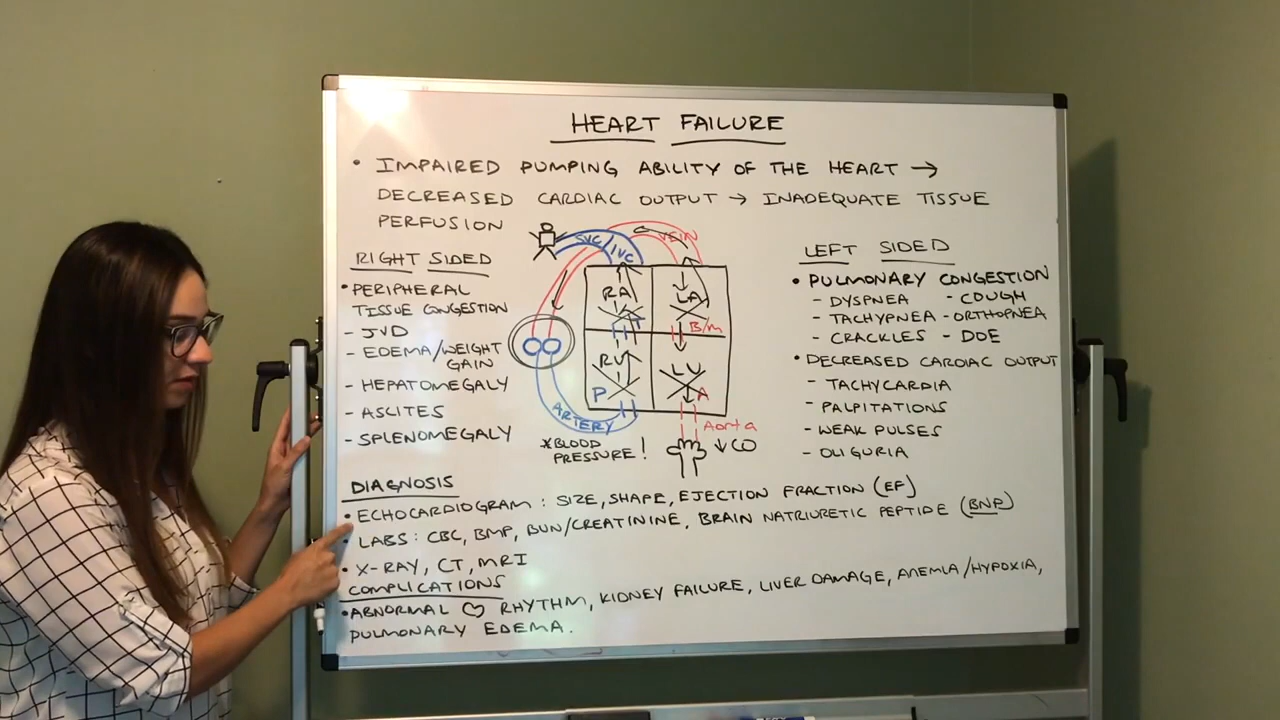 HEART FAILURE
• IMPAIRED PUMPING ABILITY OF THE HEART →
DECREASED CARDIAC OUTPUT → INADEQUATE TISSUE
PERFUSION
RIGHT SIDED
• PERIPHERAL
TISSUE CONGESTION
- JVD
- EDEMA/WEIGHT
GAIN
- HEPATOMEGALY
- ASCITES
- SPLENOMEGALY
SVC
IVC
VEIN
RA
LA
T
B/m
RV
LV
P
A
ARTERY
Aorta
* BLOOD
PRESSURE!
↓ CO
LEFT SIDED
• PULMONARY CONGESTION
- DYSPNEA - COUGH
- TACHYPNEA - ORTHOPNEA
- CRACKLES - DOE
• DECREASED CARDIAC OUTPUT
- TACHYCARDIA
- PALPITATIONS
- WEAK PULSES
- OLIGURIA
DIAGNOSIS
• ECHOCARDIOGRAM: SIZE, SHAPE, EJECTION FRACTION (EF)
• LABS: CBC, BMP, BUN/CREATININE, BRAIN NATRIURETIC PEPTIDE (BNP)
• X-RAY, CT, MRI
COMPLICATIONS
• ABNORMAL ♡ RHYTHM, KIDNEY FAILURE, LIVER DAMAGE, ANEMIA/HYPOXIA,
PULMONARY EDEMA.